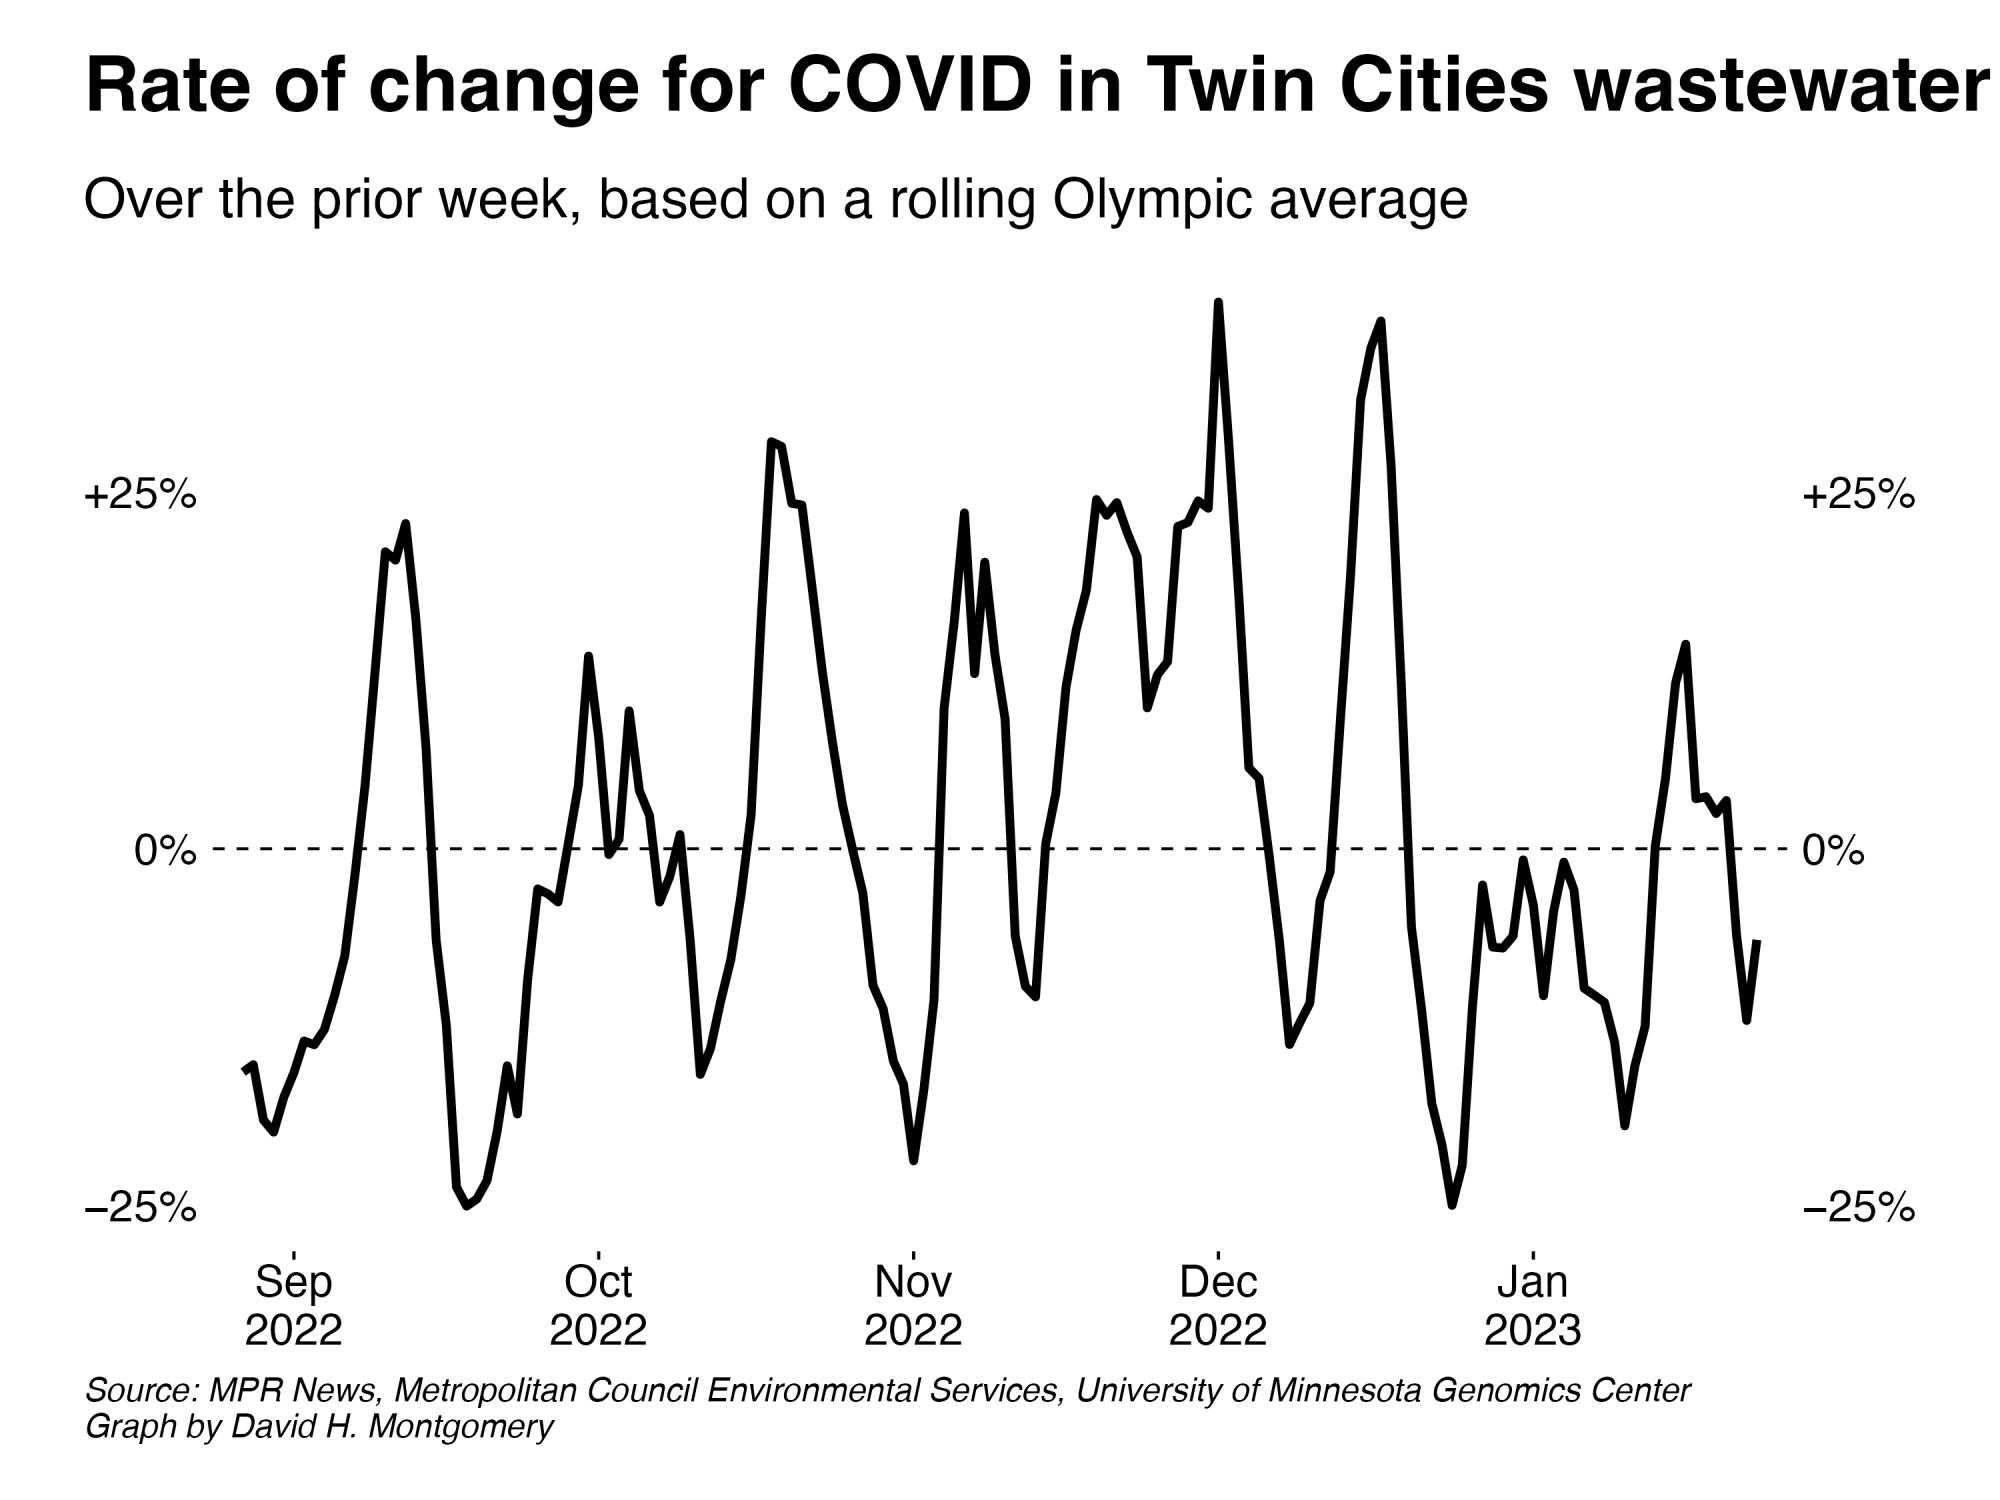 Rate of change for COVID in Twin Cities wastewater
Over the prior week, based on a rolling Olympic average
+25%
+25%
0%
0%
−25%
−25%
Sep
2022
Oct
2022
Nov
2022
Dec
2022
Jan
2023
Source: MPR News, Metropolitan Council Environmental Services, University of Minnesota Genomics Center
Graph by David H. Montgomery